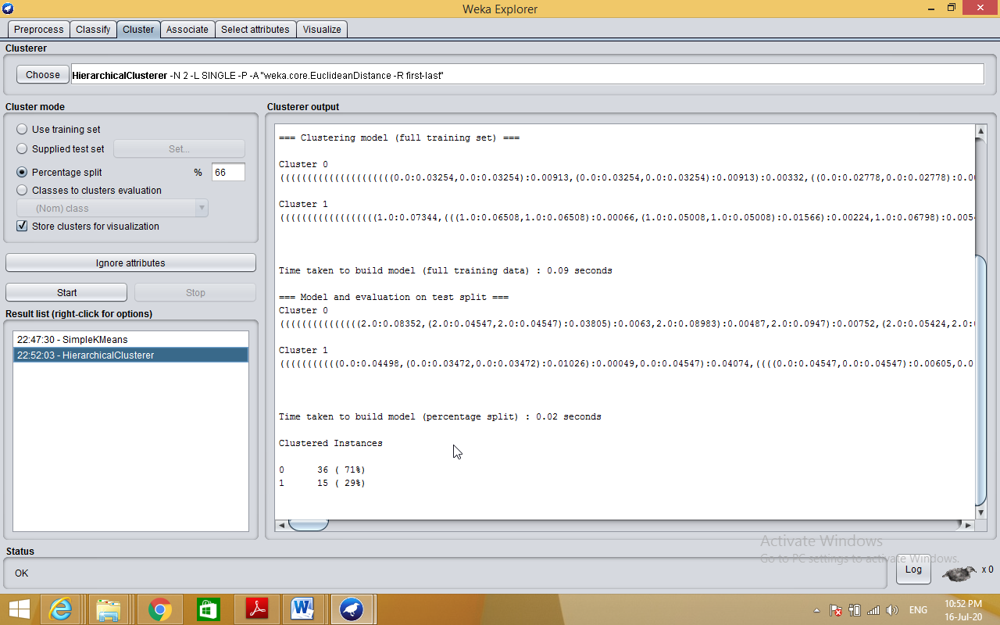 Weka Explorer
Preprocess Classify Cluster Associate Select attributes Visualize
Clusterer
Choose HierarchicalClusterer -N 2 -L SINGLE -P -A "weka.core.EuclideanDistance -R first-last"
Cluster mode
Use training set
Supplied test set Set...
Percentage split % 66
Classes to clusters evaluation
(Nom) class
Store clusters for visualization
Ignore attributes
Start Stop
Result list (right-click for options)
22:47:30 - SimpleKMeans
22:52:03 - HierarchicalClusterer
Clusterer output
=== Clustering model (full training set) ===
Cluster 0
(((((((((((((((((((((0.0:0.03254,0.0:0.03254):0.00913,(0.0:0.03254,0.0:0.03254):0.00913):0.00332,((0.0:0.02778,0.0:0.02778):0.00
Cluster 1
((((((((((((((((((1.0:0.07344,(((1.0:0.06508,1.0:0.06508):0.00066,(1.0:0.05008,1.0:0.05008):0.01566):0.00224,1.0:0.06798):0.005
Time taken to build model (full training data) : 0.09 seconds
=== Model and evaluation on test split ===
Cluster 0
(((((((((((((((2.0:0.08352,(2.0:0.04547,2.0:0.04547):0.03805):0.0063,2.0:0.08983):0.00487,2.0:0.0947):0.00752,(2.0:0.05424,2.0:
Cluster 1
(((((((((((0.0:0.04498,(0.0:0.03472,0.0:0.03472):0.01026):0.00049,0.0:0.04547):0.04074,((((0.0:0.04547,0.0:0.04547):0.00605,0.0
Time taken to build model (percentage split) : 0.02 seconds
Clustered Instances
0 36 ( 71%)
1 15 ( 29%)
Status
OK
Log x 0
Activate Windows
Go to PC settings to activate Windows.
ENG
10:52 PM
16-Jul-20